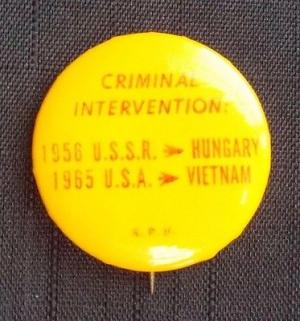 CRIMINAL
INTERVENTION:
1956 U.S.S.R. ➛ HUNGARY
1965 U.S.A. ➛ VIETNAM